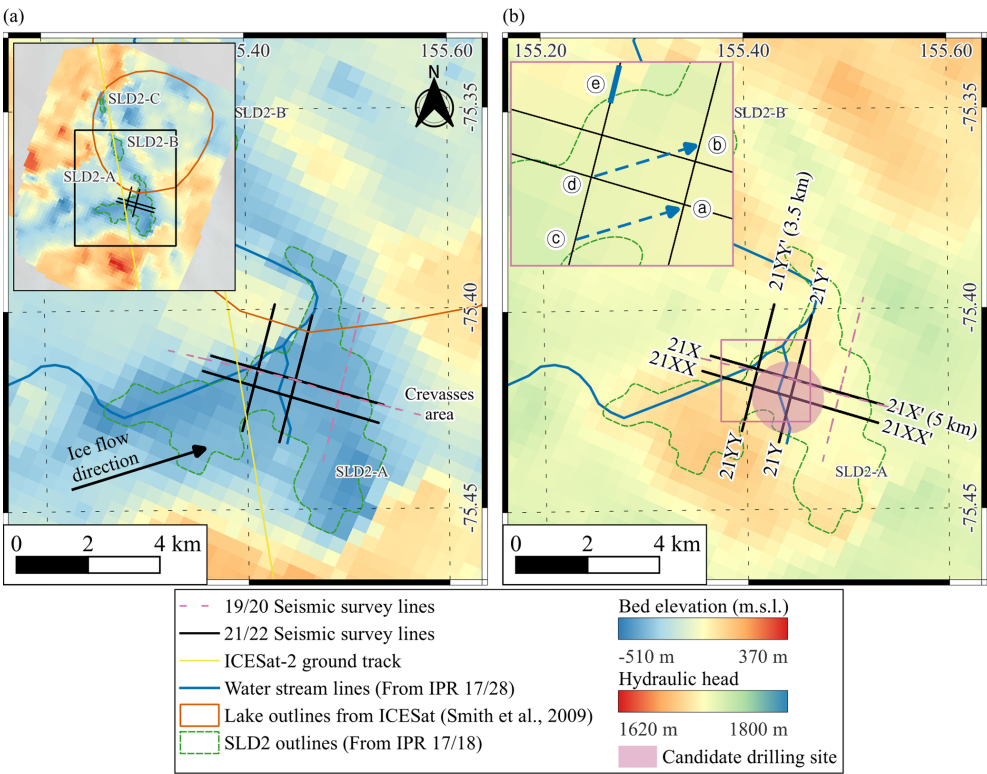 (a)
(b)
155.40
155.60
155.20
155.40
155.60
N
SLD2-C
SLD2-B
SLD2-A
SLD2-B
-75.35
-75.40
-75.45
Crevasses
area
Ice flow
direction
SLD2-A
0 2 4 km
e
b
d
a
c
SLD2-B
-75.35
-75.40
-75.45
21YY' (3.5 km)
21Y'
21X
21XX
21X' (5 km)
21XX'
21YY
21Y
SLD2-A
0 2 4 km
19/20 Seismic survey lines
21/22 Seismic survey lines
ICESat-2 ground track
Water stream lines (From IPR 17/28)
Lake outlines from ICESat (Smith et al., 2009)
SLD2 outlines (From IPR 17/18)
Bed elevation (m.s.l.)
-510 m 370 m
Hydraulic head
1620 m 1800 m
Candidate drilling site